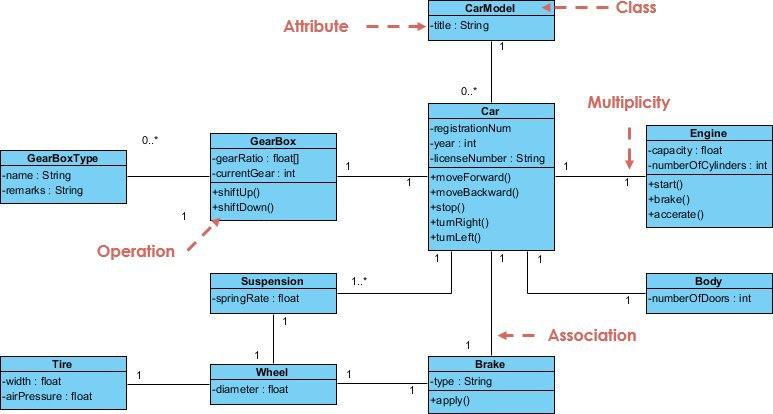 CarModel
Class
Attribute
-title : String
1
0..*
Multiplicity
Car
-registrationNum
-year : int
-licenseNumber : String
+moveForward()
+moveBackward()
+stop()
+turnRight()
+turnLeft()
Engine
-capacity : float
-numberOfCylinders : int
+start()
+brake()
+accerate()
1
1
GearBox
-gearRatio : float[]
-currentGear : int
+shiftUp()
+shiftDown()
1
1
0..*
GearBoxType
-name : String
-remarks : String
1
Operation
1
1
1
Suspension
-springRate : float
1..*
Body
-numberOfDoors : int
1
1
1
Association
1
Tire
-width : float
-airPressure : float
1
Wheel
-diameter : float
1
1
Brake
-type : String
+apply()